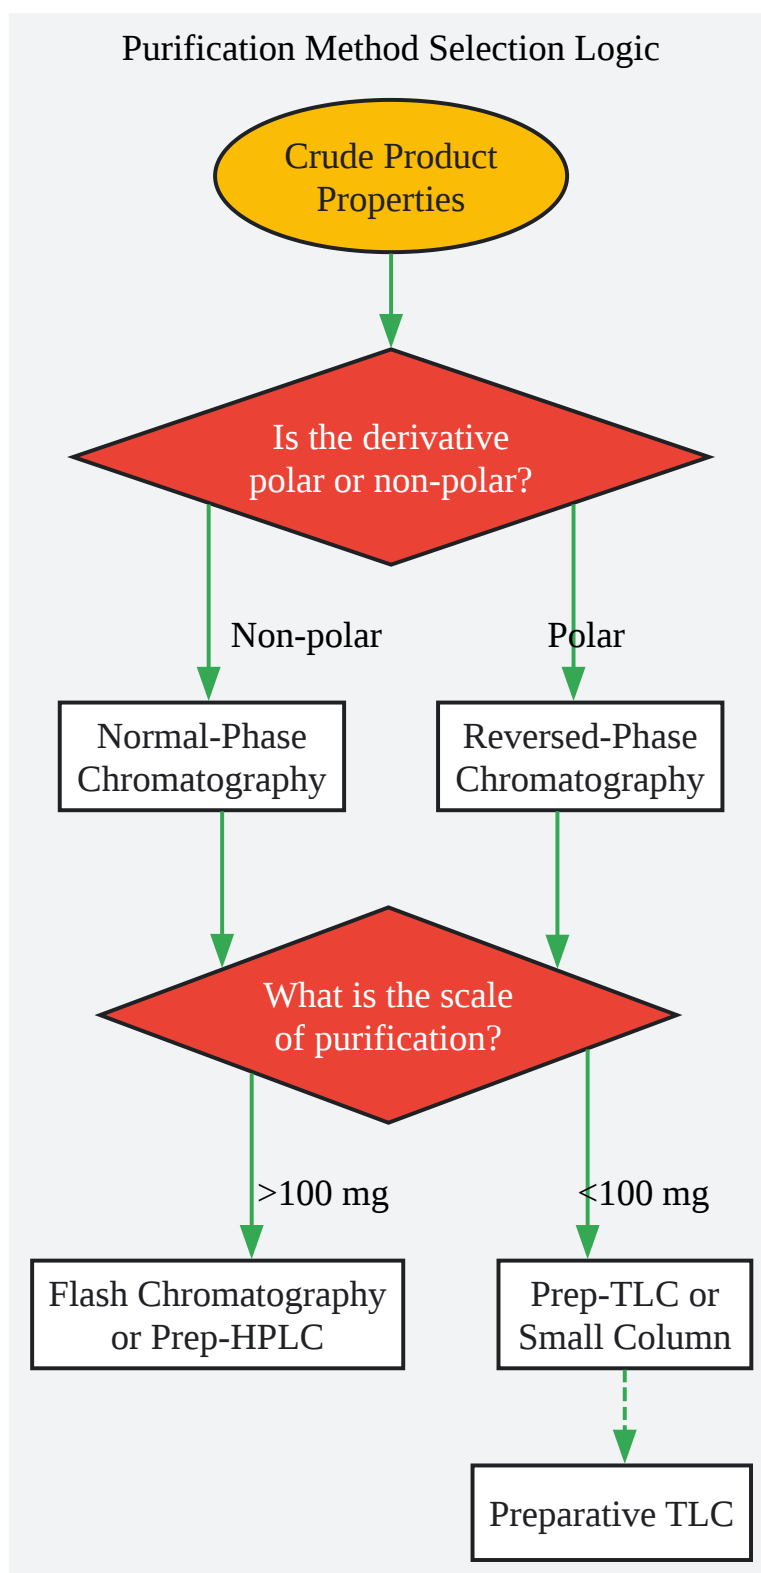 Purification Method Selection Logic
Crude Product
Properties
Is the derivative
polar or non-polar?
Non-polar
Polar
Normal-Phase
Chromatography
Reversed-Phase
Chromatography
What is the scale
of purification?
>100 mg
<100 mg
Flash Chromatography
or Prep-HPLC
Prep-TLC or
Small Column
Preparative TLC